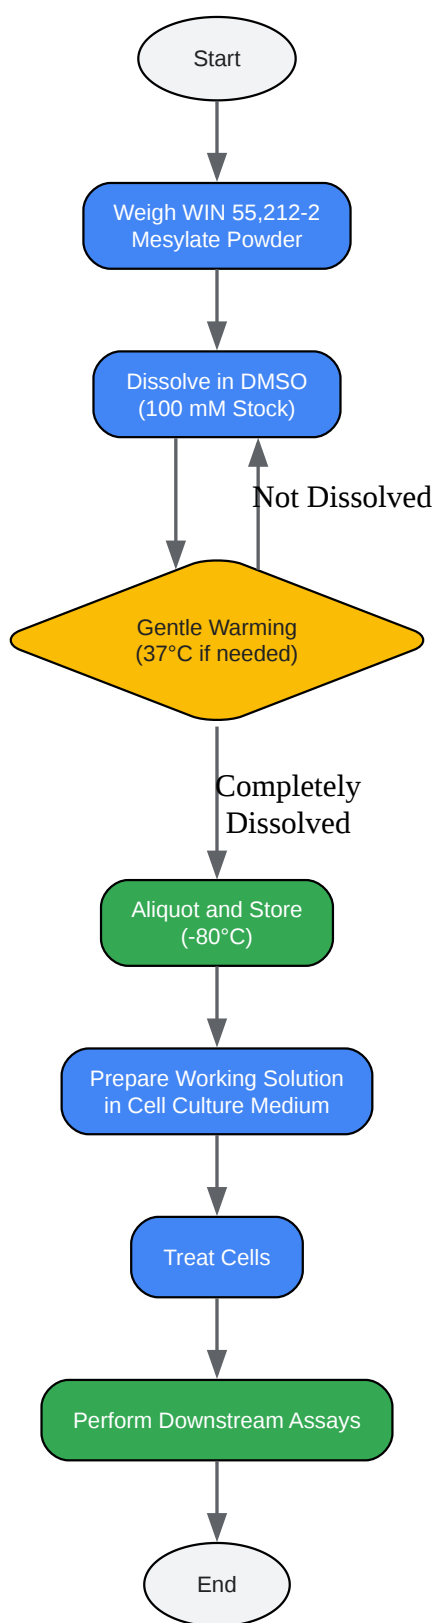 Start
Weigh WIN 55,212-2
Mesylate Powder
Dissolve in DMSO
(100 mM Stock)
Not Dissolved
Gentle Warming
(37°C if needed)
Completely
Dissolved
Aliquot and Store
(-80°C)
Prepare Working Solution
in Cell Culture Medium
Treat Cells
Perform Downstream Assays
End